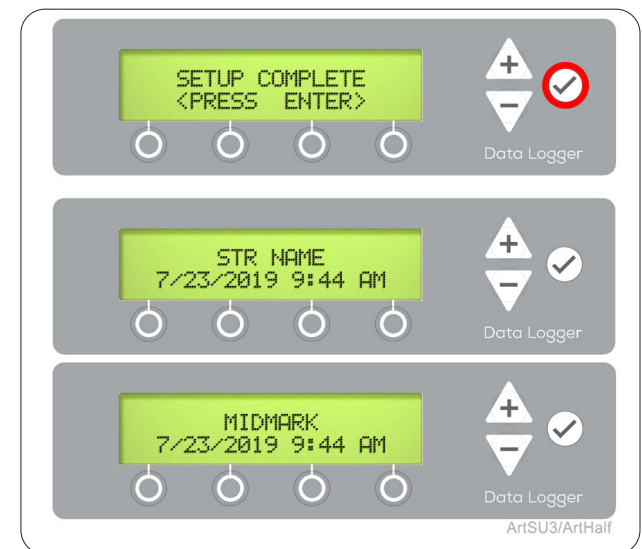 SETUP COMPLETE
<PRESS ENTER>
+
−
Data Logger
STR NAME
7/23/2019 9:44 AM
+
−
Data Logger
MIDMARK
7/23/2019 9:44 AM
+
−
Data Logger
ArtSU3/ArtHalf